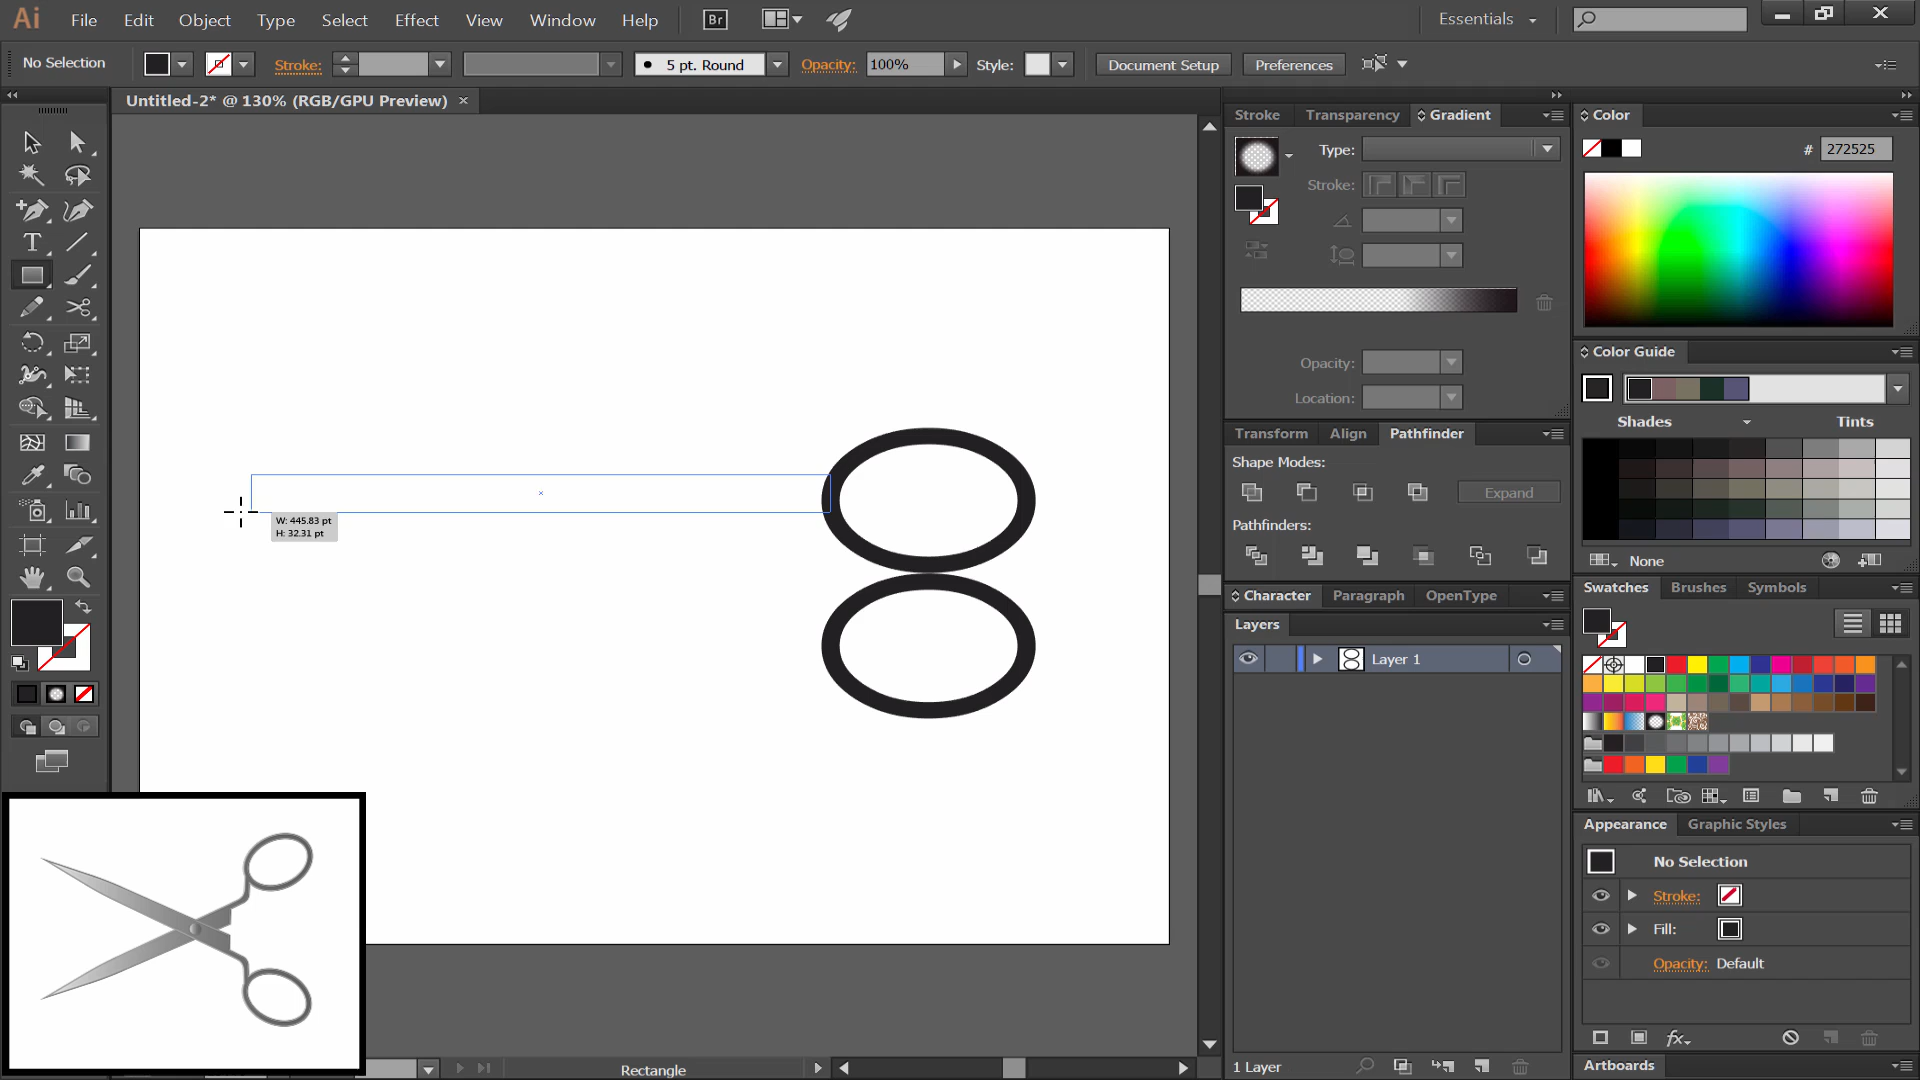 Ai File Edit Object Type Select Effect View Window Help Br Essentials
No Selection Stroke: 5 pt. Round Opacity: 100% Style: Document Setup Preferences
Untitled-2* @ 130% (RGB/GPU Preview) ×
W: 445.83 pt
H: 32.31 pt
Rectangle
Stroke Transparency Gradient
Type:
Stroke:
Opacity:
Location:
Transform Align Pathfinder
Shape Modes:
Expand
Pathfinders:
Character Paragraph OpenType
Layers
Layer 1
1 Layer
Color
# 272525
Color Guide
Shades Tints
None
Swatches Brushes Symbols
Appearance Graphic Styles
No Selection
Stroke:
Fill:
Opacity: Default
fx
Artboards